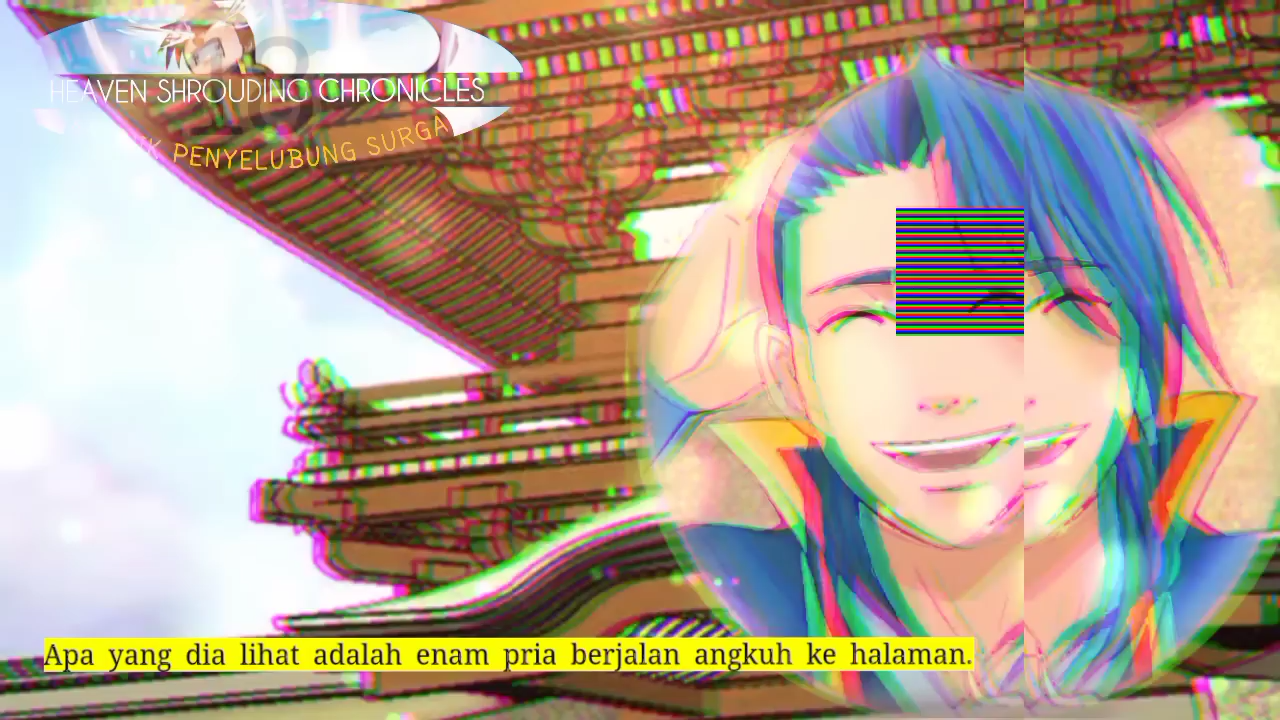 HEAVEN SHROUDING CHRONICLES
PENYELUBUNG SURGA
Apa yang dia lihat adalah enam pria berjalan angkuh ke halaman.